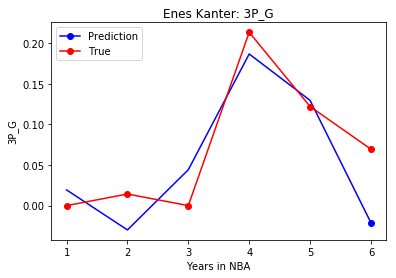 Enes Kanter: 3P_G
Prediction
True
3P_G
0.20
0.15
0.10
0.05
0.00
1 2 3 4 5 6
Years in NBA